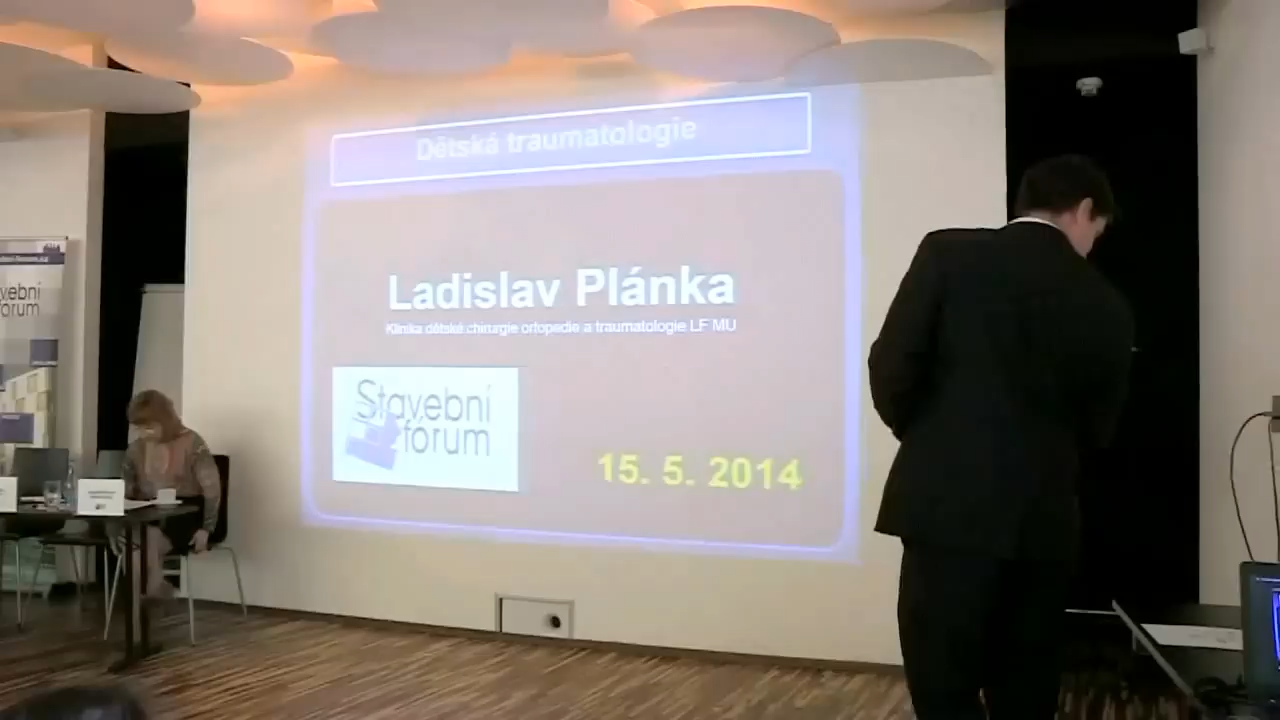 Dětská traumatologie
Ladislav Plánka
Klinika dětské chirurgie ortopedie a traumatologie LF MU
Stavební
fórum
15. 5. 2014
vební
fórum